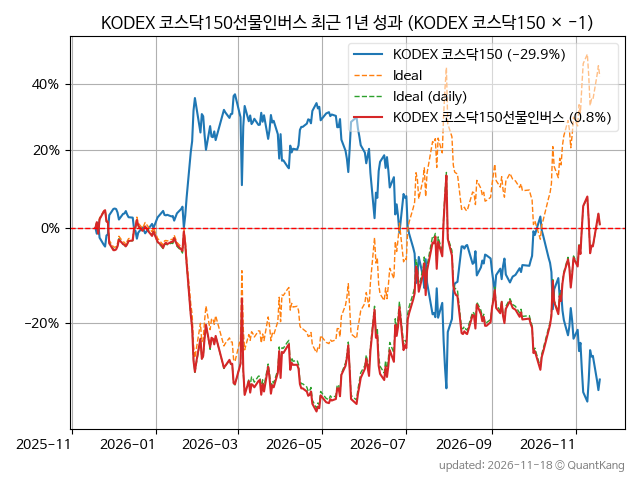 KODEX 코스닥150선물인버스 최근 1년 성과 (KODEX 코스닥150 × −1)
KODEX 코스닥150 (−29.9%)
Ideal
Ideal (daily)
KODEX 코스닥150선물인버스 (0.8%)
40%
20%
0%
−20%
2025-11
2026-01
2026-03
2026-05
2026-07
2026-09
2026-11
updated: 2026-11-18 © QuantKang